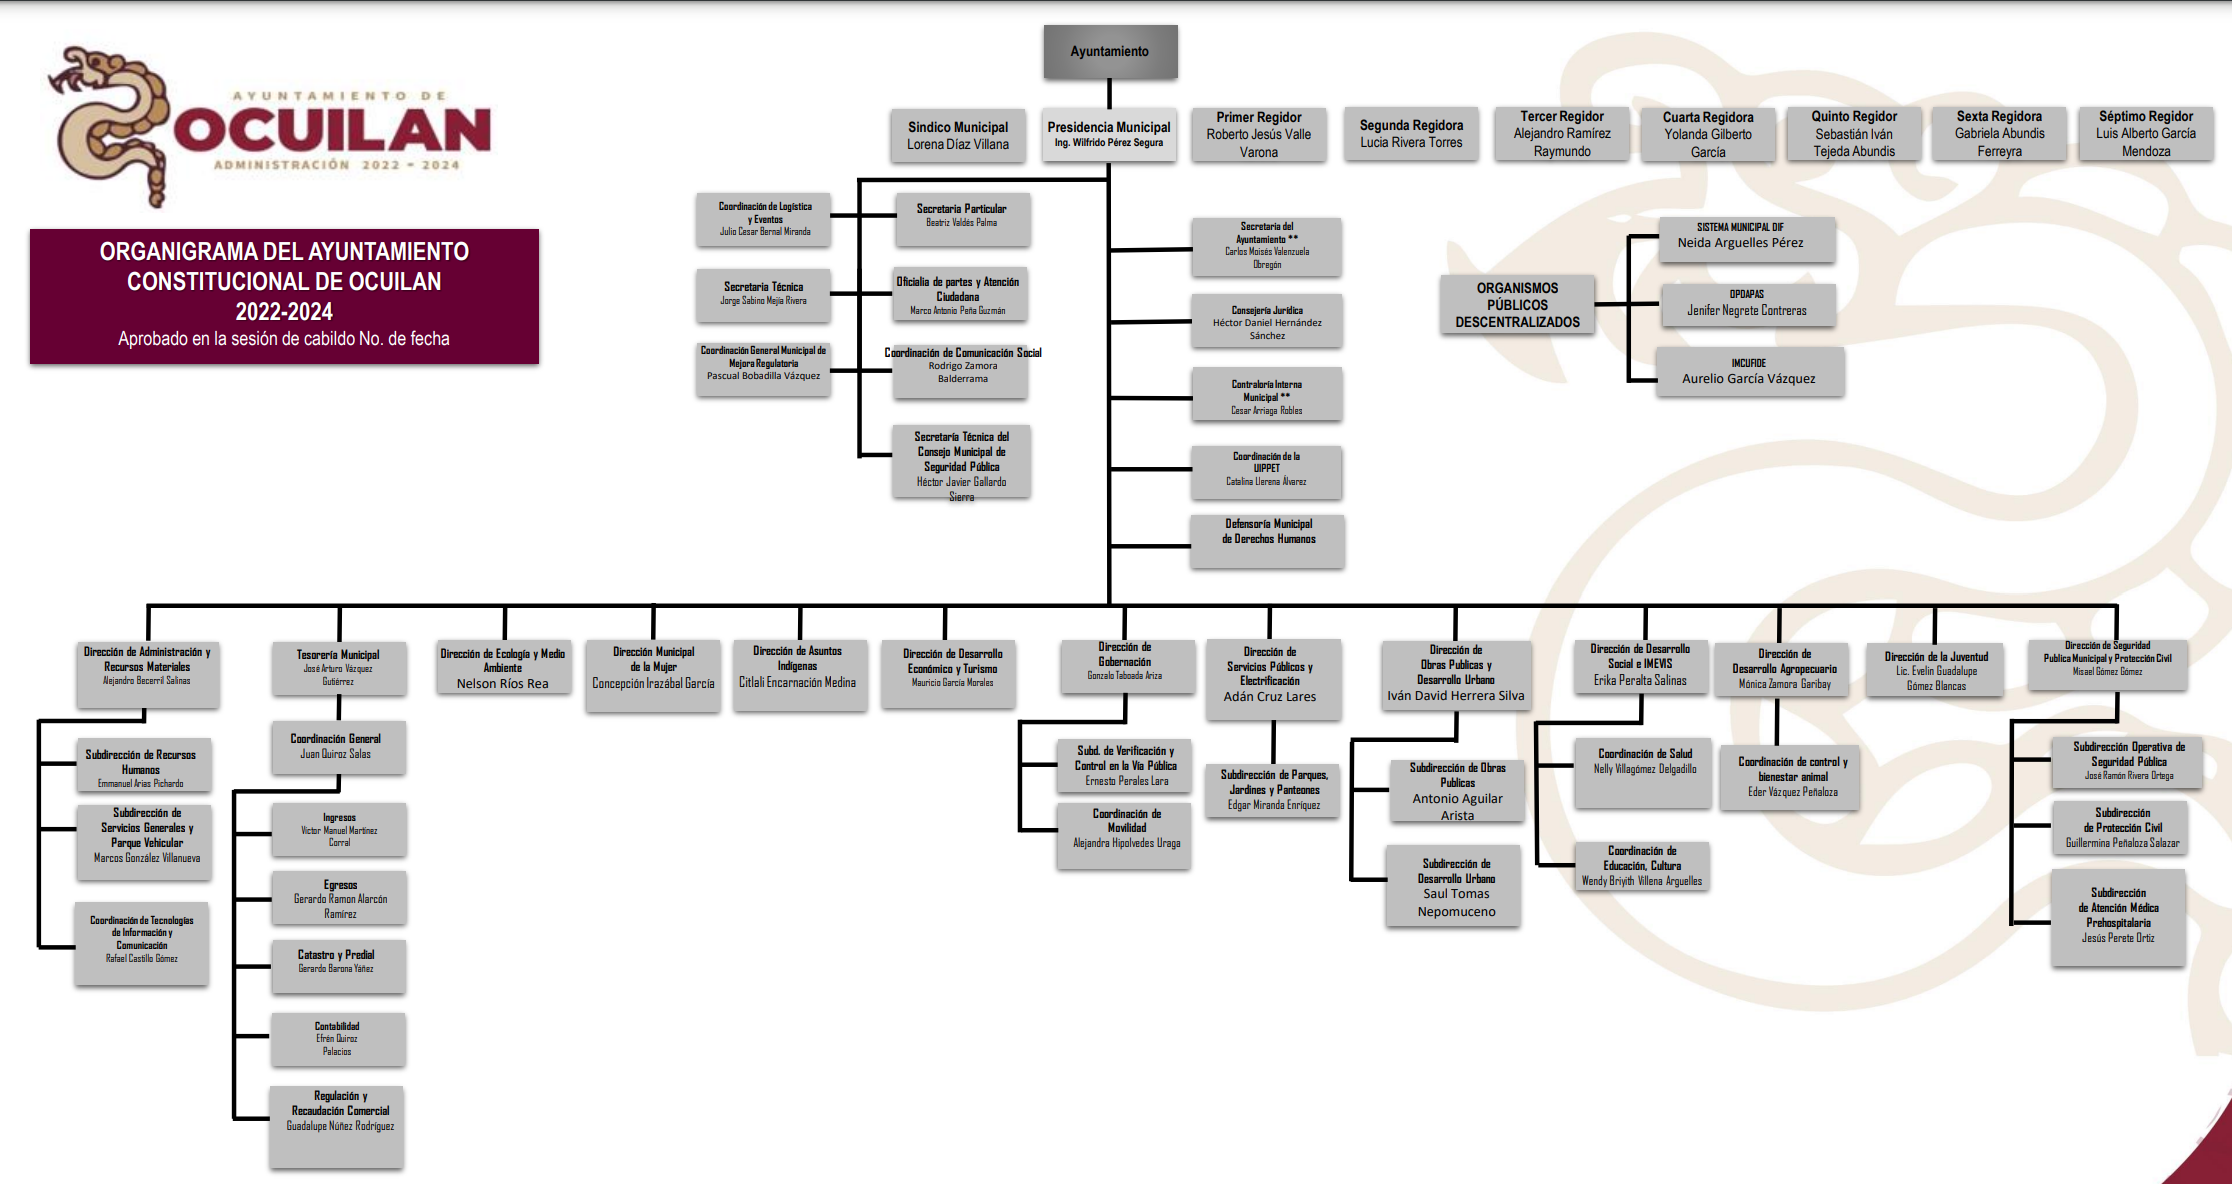 AYUNTAMIENTO DE
OCUILAN
ADMINISTRACIÓN 2022 - 2024
ORGANIGRAMA DEL AYUNTAMIENTO
CONSTITUCIONAL DE OCUILAN
2022-2024
Aprobado en la sesión de cabildo No. de fecha
Ayuntamiento
Sindico Municipal
Lorena Díaz Villana
Presidencia Municipal
Ing. Wilfrido Pérez Segura
Primer Regidor
Roberto Jesús Valle
Varona
Segunda Regidora
Lucia Rivera Torres
Tercer Regidor
Alejandro Ramírez
Raymundo
Cuarta Regidora
Yolanda Gilberto
García
Quinto Regidor
Sebastián Iván
Tejeda Abundis
Sexta Regidora
Gabriela Abundis
Ferreyra
Séptimo Regidor
Luis Alberto García
Mendoza
Coordinación de Logística
y Eventos
Julio Cesar Bernal Miranda
Secretaria Particular
Beatriz Valdés Palma
Secretaria Técnica
Jorge Sabino Mejía Rivera
Oficialia de partes y Atención
Ciudadana
Marco Antonio Peña Guzmán
Coordinación General Municipal de
Mejora Regulatoria
Pascual Bobadilla Vázquez
Coordinación de Comunicación Social
Rodrigo Zamora
Balderrama
Secretaría Técnica del
Consejo Municipal de
Seguridad Pública
Héctor Javier Gallardo
Sierra
Secretaria del
Ayuntamiento **
Carlos Moisés Valenzuela
Obregón
Consejería Jurídica
Héctor Daniel Hernández
Sánchez
Contraloría Interna
Municipal **
Cesar Arriaga Robles
Coordinación de la
UIPPET
Catalina Llerena Álvarez
Defensoría Municipal
de Derechos Humanos
ORGANISMOS
PÚBLICOS
DESCENTRALIZADOS
SISTEMA MUNICIPAL DIF
Neida Arguelles Pérez
OPDAPAS
Jenifer Negrete Contreras
IMCUFIDE
Aurelio García Vázquez
Dirección de Administración y
Recursos Materiales
Alejandro Becerril Salinas
Subdirección de Recursos
Humanos
Emmanuel Arias Pichardo
Subdirección de
Servicios Generales y
Parque Vehicular
Marcos González Villanueva
Coordinación de Tecnologías
de Información y
Comunicación
Rafael Castillo Gómez
Tesorería Municipal
José Arturo Vázquez
Gutiérrez
Coordinación General
Juan Quiroz Salas
Ingresos
Victor Manuel Martínez
Corral
Egresos
Gerardo Ramon Alarcón
Ramírez
Catastro y Predial
Gerardo Barona Yáñez
Contabilidad
Efrén Quiroz
Palacios
Regulación y
Recaudación Comercial
Guadalupe Núñez Rodríguez
Dirección de Ecología y Medio
Ambiente
Nelson Ríos Rea
Dirección Municipal
de la Mujer
Concepción Irazábal García
Dirección de Asuntos
Indígenas
Citlali Encarnación Medina
Dirección de Desarrollo
Económico y Turismo
Mauricio García Morales
Dirección de
Gobernación
Gonzalo Taboada Ariza
Subd. de Verificación y
Control en la Vía Pública
Ernesto Perales Lara
Coordinación de
Movilidad
Alejandra Hipolvedes Uraga
Dirección de
Servicios Públicos y
Electrificación
Adán Cruz Lares
Subdirección de Parques,
Jardines y Panteones
Edgar Miranda Enríquez
Dirección de
Obras Publicas y
Desarrollo Urbano
Iván David Herrera Silva
Subdirección de Obras
Publicas
Antonio Aguilar
Arista
Subdirección de
Desarrollo Urbano
Saul Tomas
Nepomuceno
Dirección de Desarrollo
Social e IMEVIS
Erika Peralta Salinas
Coordinación de Salud
Nelly Villagómez Delgadillo
Coordinación de
Educación, Cultura
Wendy Briyith Villena Arguelles
Dirección de
Desarrollo Agropecuario
Mónica Zamora Garibay
Coordinación de control y
bienestar animal
Eder Vázquez Peñaloza
Dirección de la Juventud
Lic. Evelin Guadalupe
Gómez Blancas
Dirección de Seguridad
Publica Municipal y Protección Civil
Misael Gómez Gómez
Subdirección Operativa de
Seguridad Pública
José Ramón Rivera Ortega
Subdirección
de Protección Civil
Guillermina Peñaloza Salazar
Subdirección
de Atención Médica
Prehospitalaria
Jesús Perete Ortiz